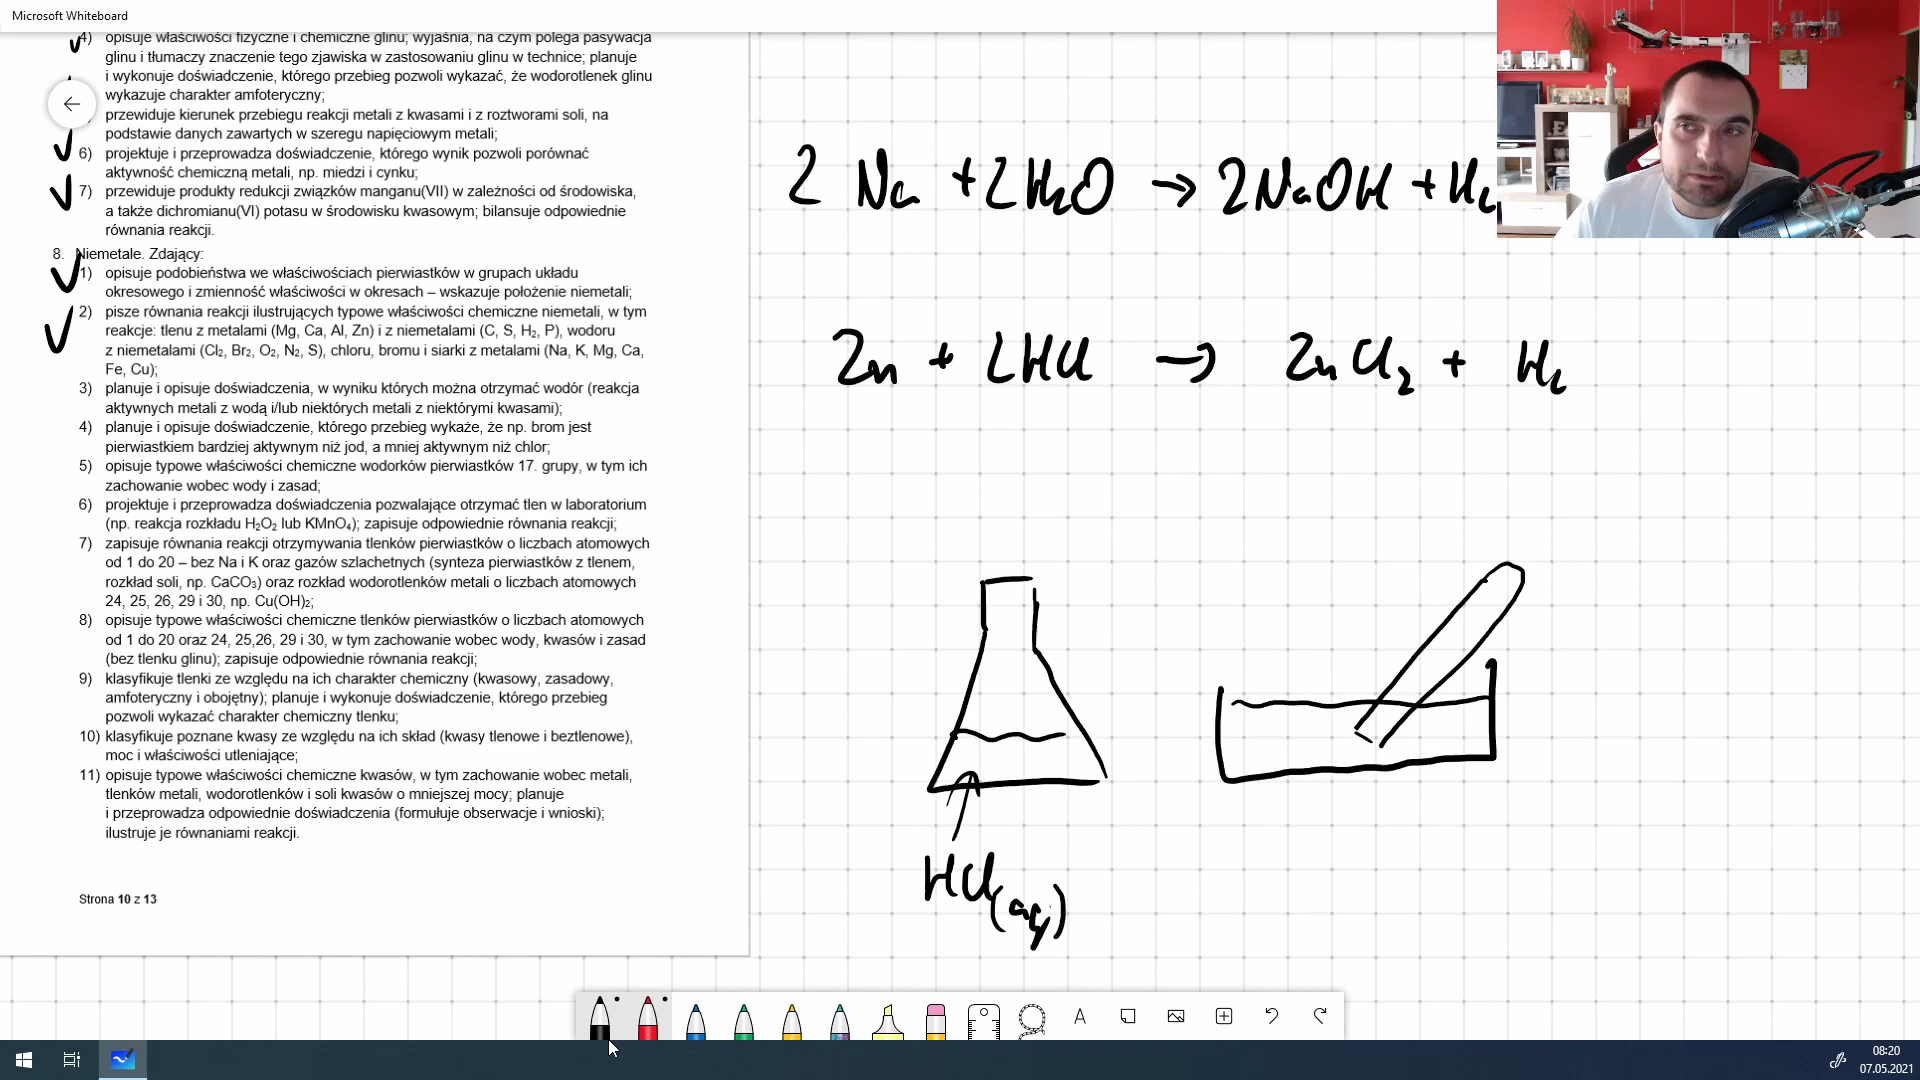 Microsoft Whiteboard
4) opisuje właściwości fizyczne i chemiczne glinu; wyjaśnia, na czym polega pasywacja
glinu i tłumaczy znaczenie tego zjawiska w zastosowaniu glinu w technice; planuje
i wykonuje doświadczenie, którego przebieg pozwoli wykazać, że wodorotlenek glinu
wykazuje charakter amfoteryczny;
przewiduje kierunek przebiegu reakcji metali z kwasami i z roztworami soli, na
podstawie danych zawartych w szeregu napięciowym metali;
6) projektuje i przeprowadza doświadczenie, którego wynik pozwoli porównać
aktywność chemiczną metali, np. miedzi i cynku;
7) przewiduje produkty redukcji związków manganu(VII) w zależności od środowiska,
a także dichromianu(VI) potasu w środowisku kwasowym; bilansuje odpowiednie
równania reakcji.
8. Niemetale. Zdający:
1) opisuje podobieństwa we właściwościach pierwiastków w grupach układu
okresowego i zmienność właściwości w okresach – wskazuje położenie niemetali;
2) pisze równania reakcji ilustrujących typowe właściwości chemiczne niemetali, w tym
reakcje: tlenu z metalami (Mg, Ca, Al, Zn) i z niemetalami (C, S, H₂, P), wodoru
z niemetalami (Cl₂, Br₂, O₂, N₂, S), chloru, bromu i siarki z metalami (Na, K, Mg, Ca,
Fe, Cu);
3) planuje i opisuje doświadczenia, w wyniku których można otrzymać wodór (reakcja
aktywnych metali z wodą i/lub niektórych metali z niektórymi kwasami);
4) planuje i opisuje doświadczenie, którego przebieg wykaże, że np. brom jest
pierwiastkiem bardziej aktywnym niż jod, a mniej aktywnym niż chlor;
5) opisuje typowe właściwości chemiczne wodorków pierwiastków 17. grupy, w tym ich
zachowanie wobec wody i zasad;
6) projektuje i przeprowadza doświadczenia pozwalające otrzymać tlen w laboratorium
(np. reakcja rozkładu H₂O₂ lub KMnO₄); zapisuje odpowiednie równania reakcji;
7) zapisuje równania reakcji otrzymywania tlenków pierwiastków o liczbach atomowych
od 1 do 20 – bez Na i K oraz gazów szlachetnych (synteza pierwiastków z tlenem,
rozkład soli, np. CaCO₃) oraz rozkład wodorotlenków metali o liczbach atomowych
24, 25, 26, 29 i 30, np. Cu(OH)₂;
8) opisuje typowe właściwości chemiczne tlenków pierwiastków o liczbach atomowych
od 1 do 20 oraz 24, 25,26, 29 i 30, w tym zachowanie wobec wody, kwasów i zasad
(bez tlenku glinu); zapisuje odpowiednie równania reakcji;
9) klasyfikuje tlenki ze względu na ich charakter chemiczny (kwasowy, zasadowy,
amfoteryczny i obojętny); planuje i wykonuje doświadczenie, którego przebieg
pozwoli wykazać charakter chemiczny tlenku;
10) klasyfikuje poznane kwasy ze względu na ich skład (kwasy tlenowe i beztlenowe),
moc i właściwości utleniające;
11) opisuje typowe właściwości chemiczne kwasów, w tym zachowanie wobec metali,
tlenków metali, wodorotlenków i soli kwasów o mniejszej mocy; planuje
i przeprowadza odpowiednie doświadczenia (formułuje obserwacje i wnioski);
ilustruje je równaniami reakcji.
Strona 10 z 13
2 Na + 2H₂O → 2NaOH + H₂
Zn + 2HCl → ZnCl₂ + H₂
HCl(aq)
A
08:20
07.05.2021